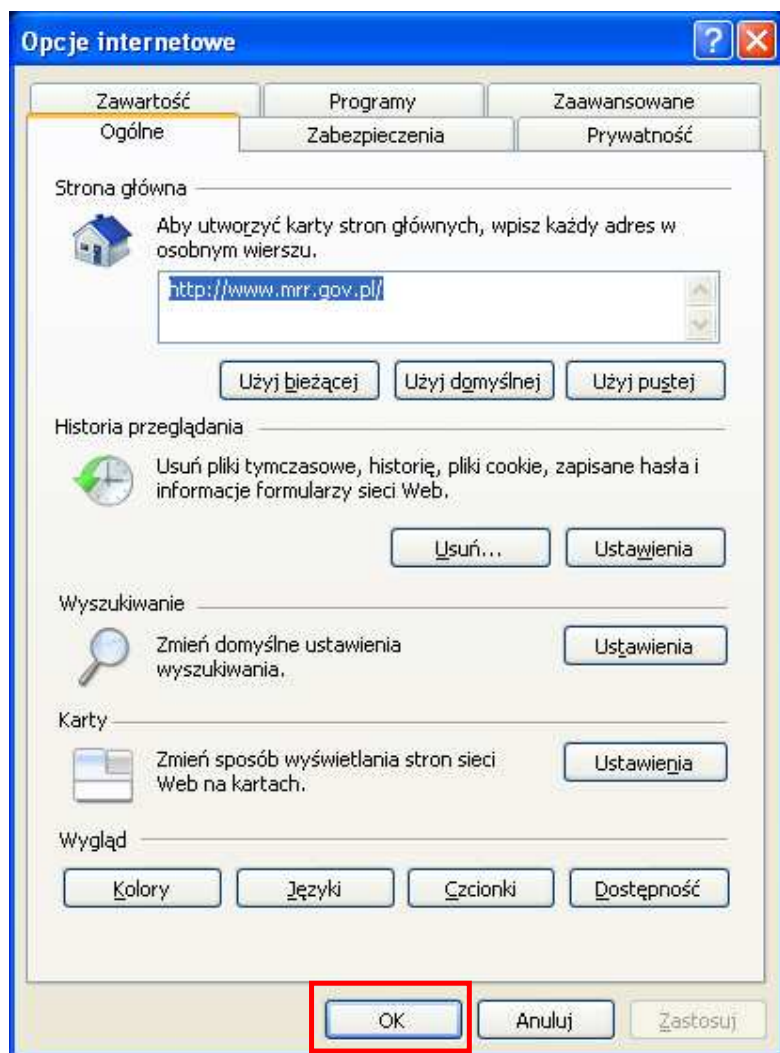 Opcje internetowe
Zawartość Programy Zaawansowane
Ogólne Zabezpieczenia Prywatność
Strona główna
Aby utworzyć karty stron głównych, wpisz każdy adres w
osobnym wierszu.
http://www.mrr.gov.pl/
Użyj bieżącej Użyj domyślnej Użyj pustej
Historia przeglądania
Usuń pliki tymczasowe, historię, pliki cookie, zapisane hasła i
informacje formularzy sieci Web.
Usuń... Ustawienia
Wyszukiwanie
Zmień domyślne ustawienia
wyszukiwania.
Ustawienia
Karty
Zmień sposób wyświetlania stron sieci
Web na kartach.
Ustawienia
Wygląd
Kolory Języki Czcionki Dostępność
OK Anuluj Zastosuj